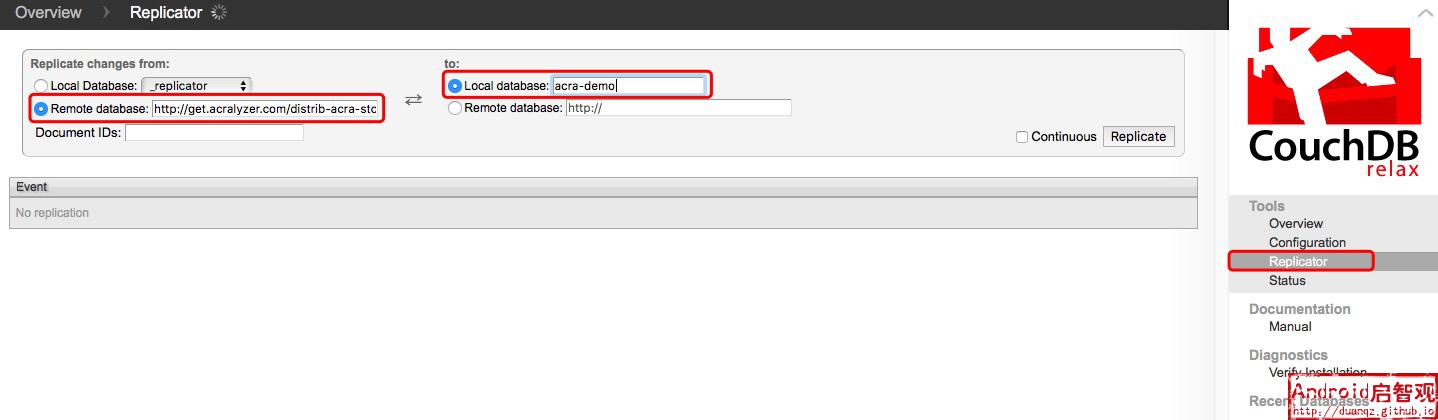 Overview Replicator
Replicate changes from: to:
Local Database: _replicator Local database: acra-demo
Remote database: http://get.acralyzer.com/distrib-acra-sto Remote database: http://
Document IDs:
Continuous Replicate
Event
No replication
CouchDB
relax
Tools
Overview
Configuration
Replicator
Status
Documentation
Manual
Diagnostics
Verify Installation
Recent Databases
Android启智观
http://duanqz.github.io